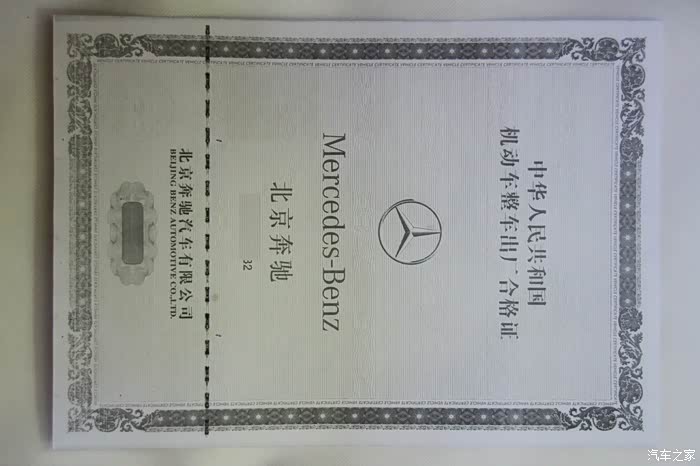 中华人民共和国
机动车整车出厂合格证
Mercedes-Benz
北京奔驰
32
北京奔驰汽车有限公司
BEIJING BENZ AUTOMOTIVE CO.,LTD.
汽车之家